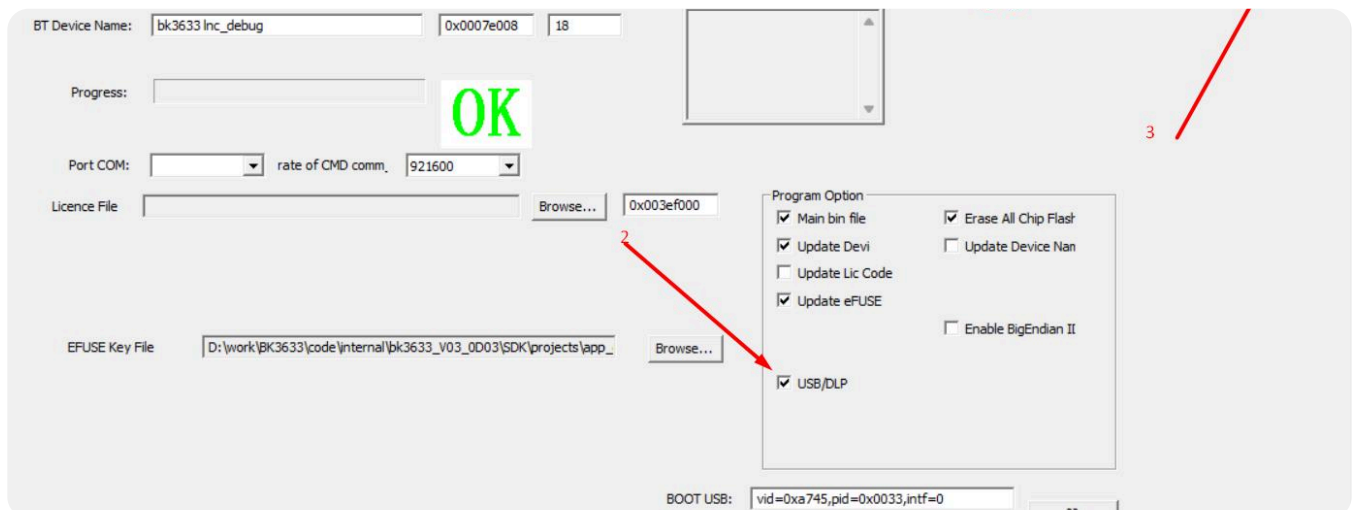 BT Device Name: bk3633 lnc_debug 0x0007e008 18
Progress:
OK
3
Port COM: rate of CMD comm_ 921600
Licence File Browse... 0x003ef000
Program Option
Main bin file Erase All Chip Flash
2
Update Devi Update Device Nan
Update Lic Code
Update eFUSE
Enable BigEndian II
EFUSE Key File D:\work\BK3633\code\internal\bk3633_V03_0D03\SDK\projects\app_ Browse...
USB/DLP
BOOT USB: vid=0xa745,pid=0x0033,intf=0